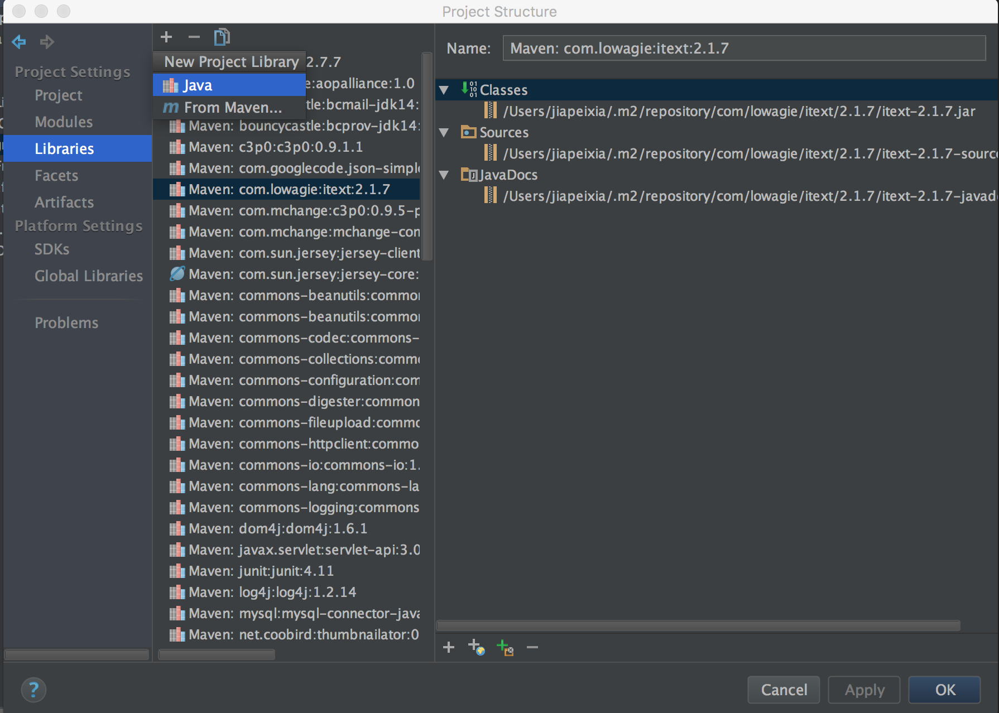 Project Structure
Project Settings
Project
Modules
Libraries
Facets
Artifacts
Platform Settings
SDKs
Global Libraries
Problems
New Project Library
2.7.7
Java
e:aopalliance:1.0
From Maven...
tle:bcmail-jdk14:
Maven: bouncycastle:bcprov-jdk14:
Maven: c3p0:c3p0:0.9.1.1
Maven: com.googlecode.json-simple
Maven: com.lowagie:itext:2.1.7
Maven: com.mchange:c3p0:0.9.5-p
Maven: com.mchange:mchange-com
Maven: com.sun.jersey:jersey-client
Maven: com.sun.jersey:jersey-core:
Maven: commons-beanutils:common
Maven: commons-beanutils:common
Maven: commons-codec:commons-
Maven: commons-collections:commo
Maven: commons-configuration:com
Maven: commons-digester:common
Maven: commons-fileupload:commo
Maven: commons-httpclient:commo
Maven: commons-io:commons-io:1.
Maven: commons-lang:commons-la
Maven: commons-logging:commons
Maven: dom4j:dom4j:1.6.1
Maven: javax.servlet:servlet-api:3.0
Maven: junit:junit:4.11
Maven: log4j:log4j:1.2.14
Maven: mysql:mysql-connector-java
Maven: net.coobird:thumbnailator:0
Name: Maven: com.lowagie:itext:2.1.7
Classes
/Users/jiapeixia/.m2/repository/com/lowagie/itext/2.1.7/itext-2.1.7.jar
Sources
/Users/jiapeixia/.m2/repository/com/lowagie/itext/2.1.7/itext-2.1.7-sourc
JavaDocs
/Users/jiapeixia/.m2/repository/com/lowagie/itext/2.1.7/itext-2.1.7-javad
?
Cancel
Apply
OK